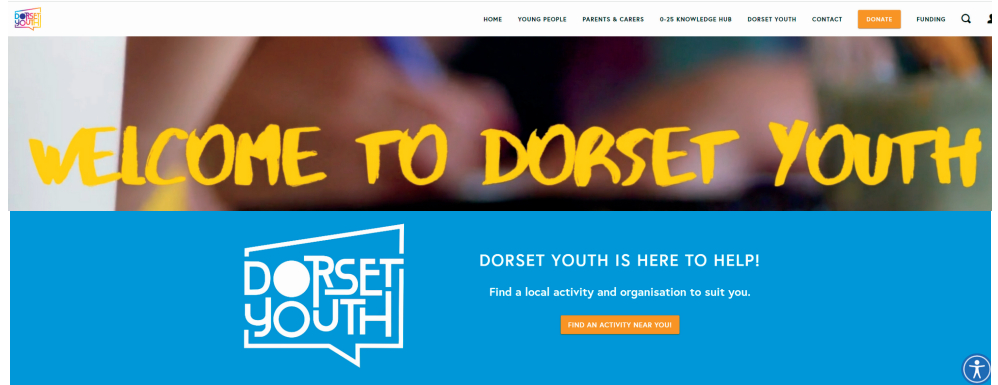 DORSET
YOUTH
HOME YOUNG PEOPLE PARENTS & CARERS 0-25 KNOWLEDGE HUB DORSET YOUTH CONTACT DONATE FUNDING
WELCOME TO DORSET YOUTH
DORSET
YOUTH
DORSET YOUTH IS HERE TO HELP!
Find a local activity and organisation to suit you.
FIND AN ACTIVITY NEAR YOU!